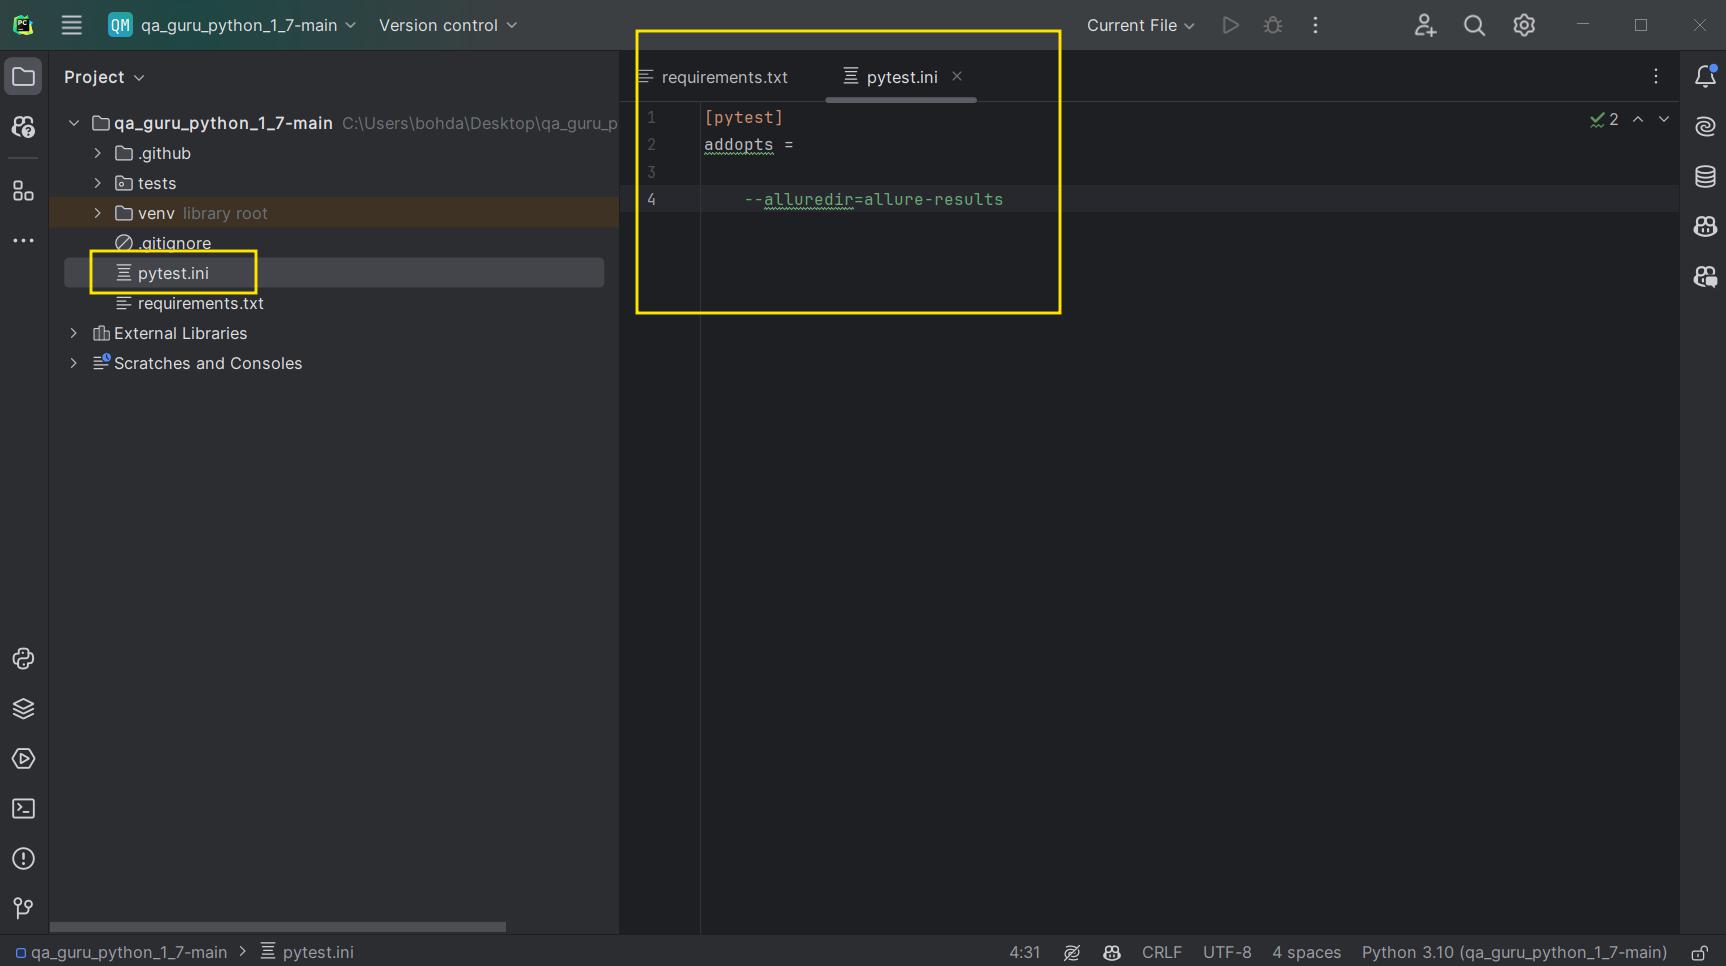 QM qa_guru_python_1_7-main Version control Current File
Project
qa_guru_python_1_7-main C:\Users\bohda\Desktop\qa_guru_p
.github
tests
venv library root
.gitignore
pytest.ini
requirements.txt
External Libraries
Scratches and Consoles
requirements.txt pytest.ini
1 [pytest]
2 addopts =
3
4 --alluredir=allure-results
2
qa_guru_python_1_7-main > pytest.ini 4:31 CRLF UTF-8 4 spaces Python 3.10 (qa_guru_python_1_7-main)